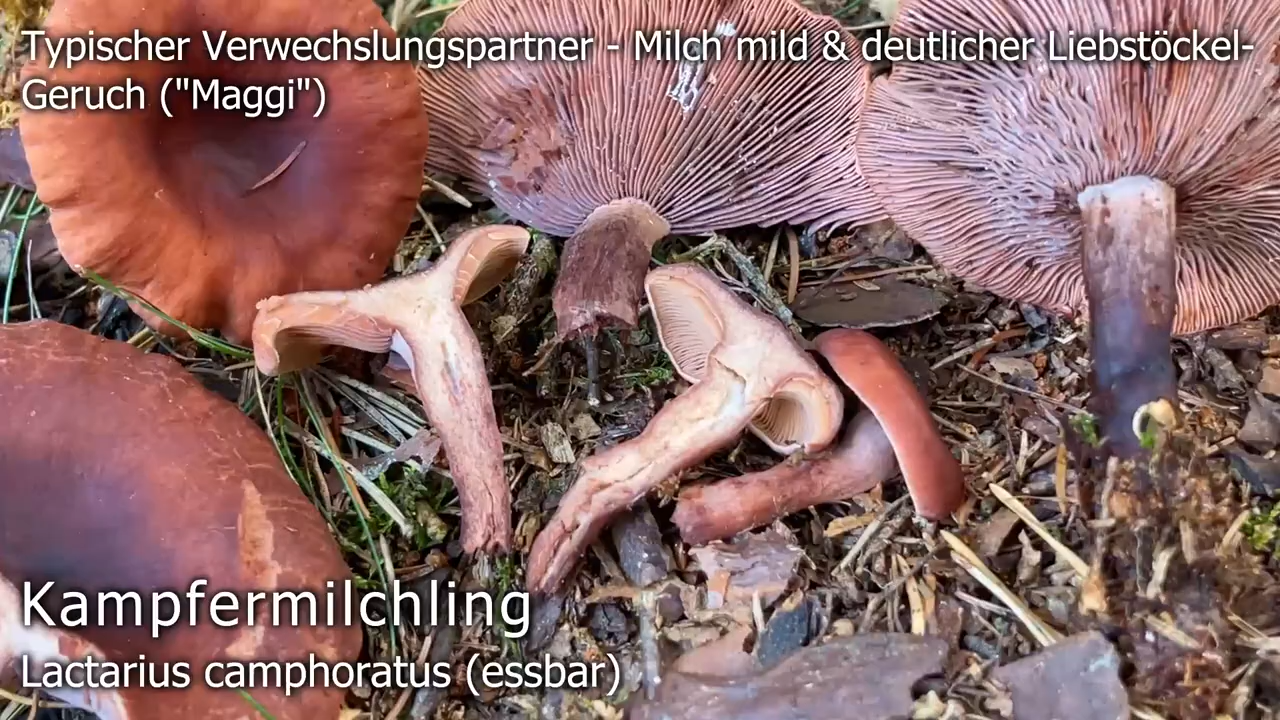 Typischer Verwechslungspartner - Milch mild & deutlicher Liebstöckel-
Geruch ("Maggi")
Kampfermilchling
Lactarius camphoratus (essbar)